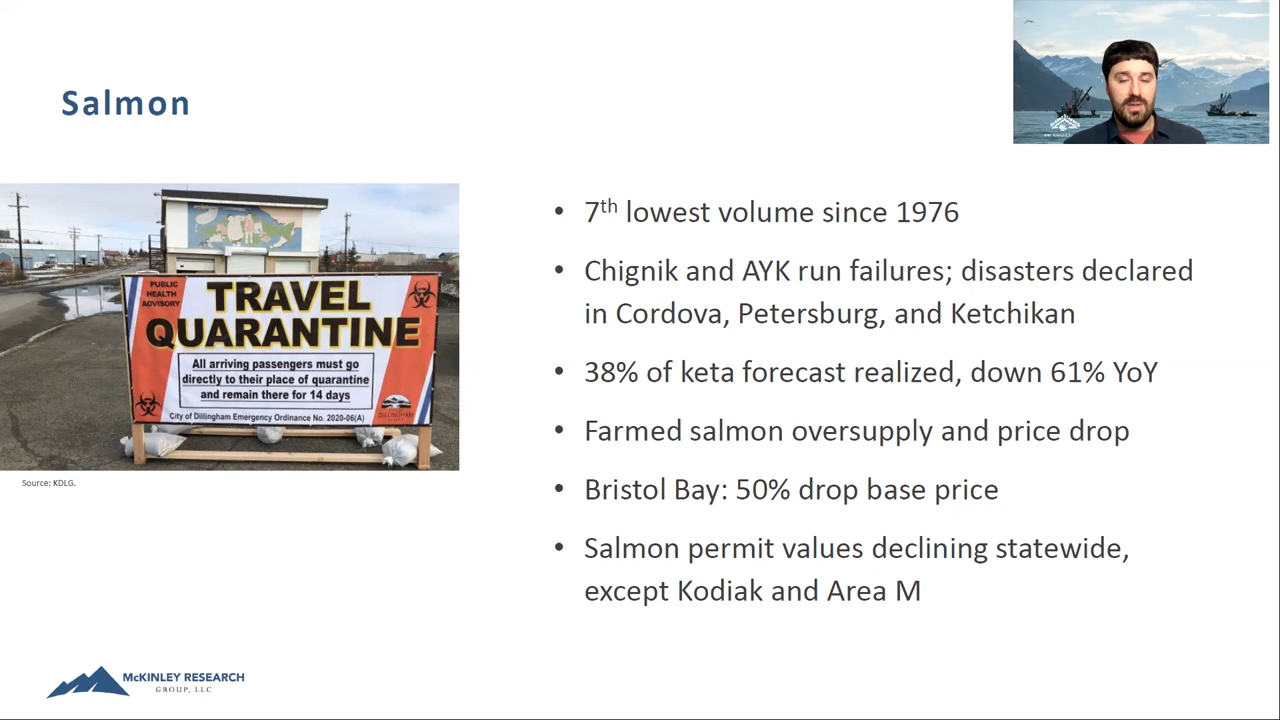 Salmon
PUBLIC
HEALTH
ADVISORY
TRAVEL
QUARANTINE
All arriving passengers must go
directly to their place of quarantine
and remain there for 14 days
City of Dillingham Emergency Ordinance No. 2020-06(A)
DILLINGHAM
Source: KDLG.
• 7th lowest volume since 1976
• Chignik and AYK run failures; disasters declared
in Cordova, Petersburg, and Ketchikan
• 38% of keta forecast realized, down 61% YoY
• Farmed salmon oversupply and price drop
• Bristol Bay: 50% drop base price
• Salmon permit values declining statewide,
except Kodiak and Area M
McKINLEY RESEARCH
GROUP, LLC